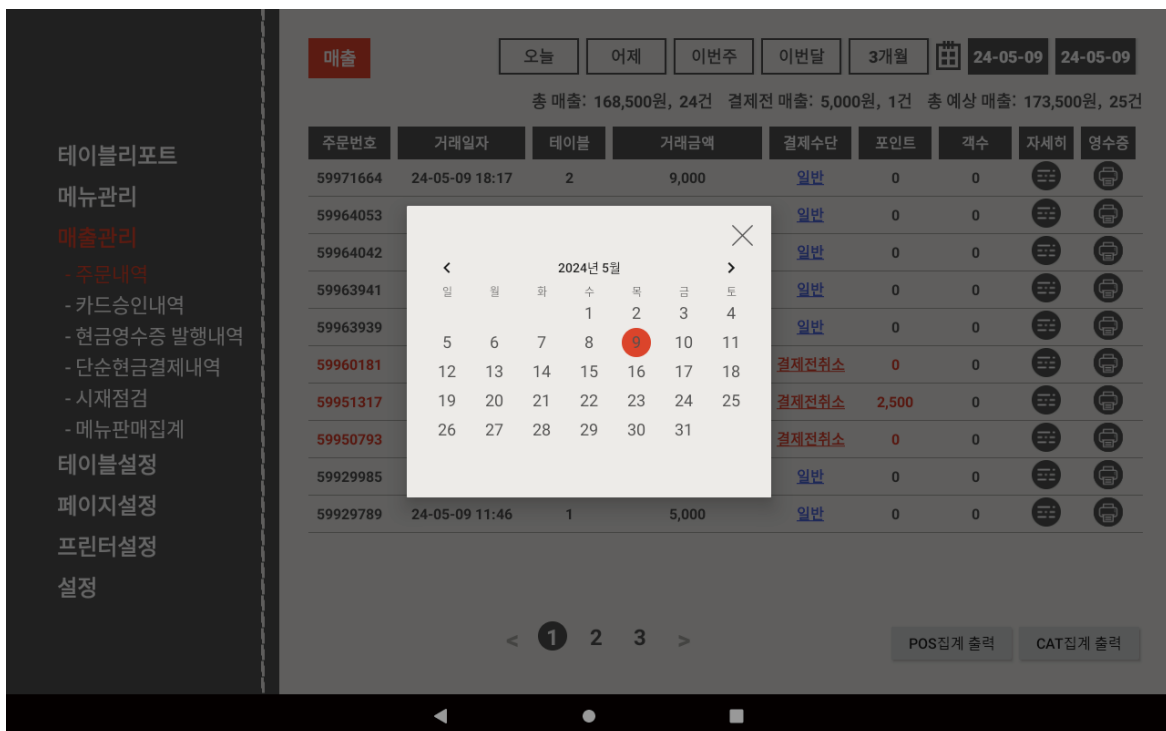 매출 오늘 어제 이번주 이번달 3개월 24-05-09 24-05-09
총 매출: 168,500원, 24건 결제전 매출: 5,000원, 1건 총 예상 매출: 173,500원, 25건
테이블리포트
메뉴관리
매출관리
- 주문내역
- 카드승인내역
- 현금영수증 발행내역
- 단순현금결제내역
- 시재점검
- 메뉴판매집계
테이블설정
페이지설정
프린터설정
설정
주문번호 거래일자 테이블 거래금액 결제수단 포인트 객수 자세히 영수증
59971664 24-05-09 18:17 2 9,000 일반 0 0
59964053 일반 0 0
59964042 일반 0 0
59963941 일반 0 0
59963939 일반 0 0
59960181 결제전취소 0 0
59951317 결제전취소 2,500 0
59950793 결제전취소 0 0
59929985 일반 0 0
59929789 24-05-09 11:46 1 5,000 일반 0 0
2024년 5월
일 월 화 수 목 금 토
1 2 3 4
5 6 7 8 9 10 11
12 13 14 15 16 17 18
19 20 21 22 23 24 25
26 27 28 29 30 31
< 1 2 3 >
POS집계 출력 CAT집계 출력